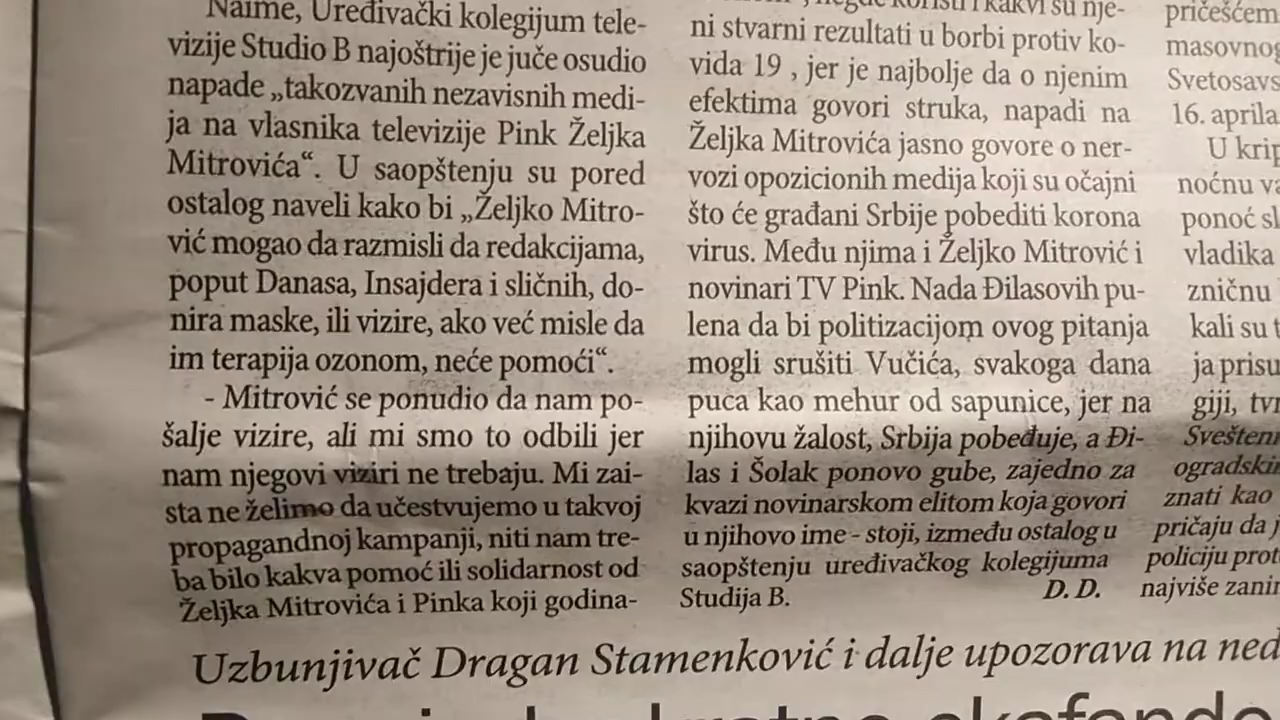 Naime, Uređivački kolegijum tele-
vizije Studio B najoštrije je juče osudio
napade „takozvanih nezavisnih medi-
ja na vlasnika televizije Pink Željka
Mitrovića“. U saopštenju su pored
ostalog naveli kako bi „Željko Mitro-
vić mogao da razmisli da redakcijama,
poput Danasa, Insajdera i sličnih, do-
nira maske, ili vizire, ako već misle da
im terapija ozonom, neće pomoći“.
- Mitrović se ponudio da nam po-
šalje vizire, ali mi smo to odbili jer
nam njegovi viziri ne trebaju. Mi zai-
sta ne želimo da učestvujemo u takvoj
propagandnoj kampanji, niti nam tre-
ba bilo kakva pomoć ili solidarnost od
Željka Mitrovića i Pinka koji godina-
koristi i kakvi su nje-
ni stvarni rezultati u borbi protiv ko-
vida 19 , jer je najbolje da o njenim
efektima govori struka, napadi na
Željka Mitrovića jasno govore o ner-
vozi opozicionih medija koji su očajni
što će građani Srbije pobediti korona
virus. Među njima i Željko Mitrović i
novinari TV Pink. Nada Đilasovih pu-
lena da bi politizacijom ovog pitanja
mogli srušiti Vučića, svakoga dana
puca kao mehur od sapunice, jer na
njihovu žalost, Srbija pobeđuje, a Đi-
las i Šolak ponovo gube, zajedno za
kvazi novinarskom elitom koja govori
u njihovo ime - stoji, između ostalog u
saopštenju uređivačkog kolegijuma
Studija B. D. D.
pričešćem
masovnog
Svetosavs
16. aprila
U krip
noćnu va
ponoć sl
vladika
zničnu
kali su t
ja prisu
giji, tvr
Sveštenn
ogradskin
znati kao
pričaju da
policiju prot
najviše zanin
Uzbunjivač Dragan Stamenković i dalje upozorava na ned